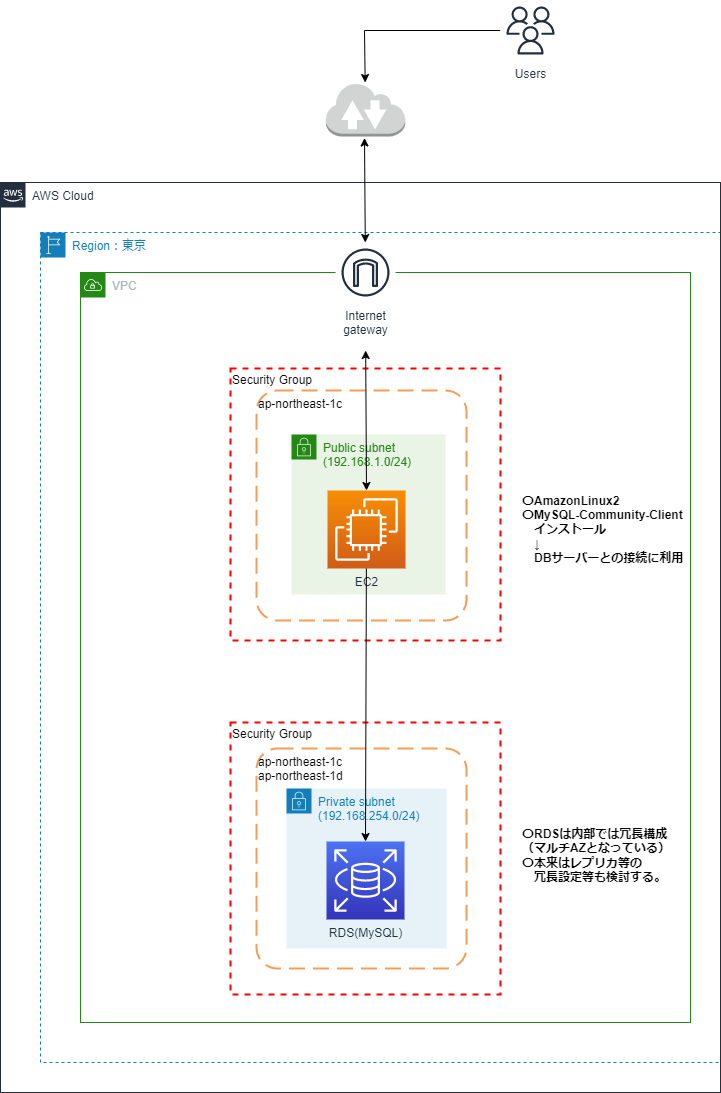 Users
aws
AWS Cloud
Region：東京
VPC
Internet
gateway
Security Group
ap-northeast-1c
Public subnet
(192.168.1.0/24)
EC2
〇AmazonLinux2
〇MySQL-Community-Client
インストール
↓
DBサーバーとの接続に利用
Security Group
ap-northeast-1c
ap-northeast-1d
Private subnet
(192.168.254.0/24)
RDS(MySQL)
〇RDSは内部では冗長構成
（マルチAZとなっている）
〇本来はレプリカ等の
冗長設定等も検討する。